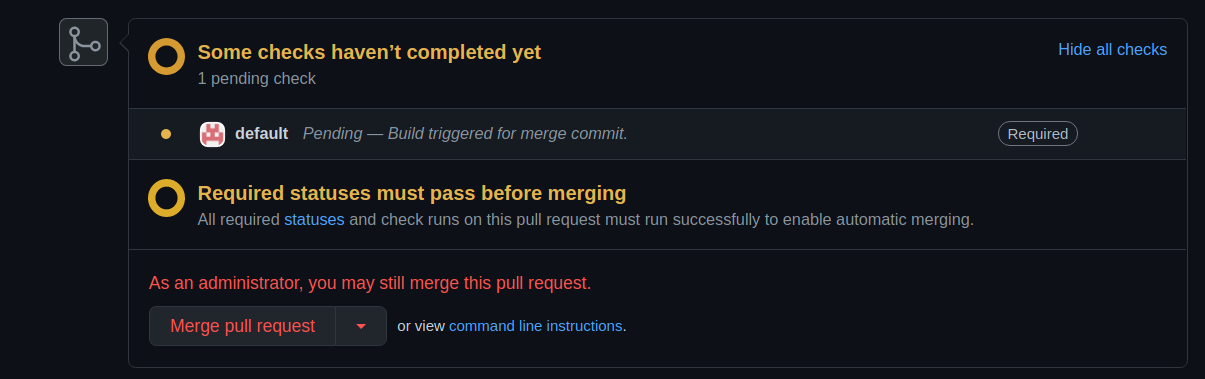 Some checks haven’t completed yet
Hide all checks
1 pending check
default Pending — Build triggered for merge commit. Required
Required statuses must pass before merging
All required statuses and check runs on this pull request must run successfully to enable automatic merging.
As an administrator, you may still merge this pull request.
Merge pull request or view command line instructions.